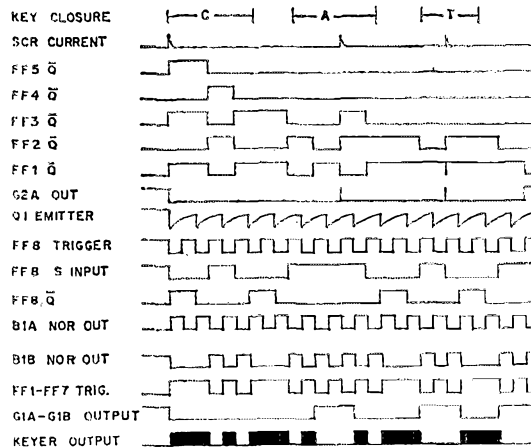 KEY CLOSURE C A T
SCR CURRENT
FF5 Q̄
FF4 Q̄
FF3 Q̄
FF2 Q̄
FF1 Q̄
G2A OUT
Q1 EMITTER
FF8 TRIGGER
FF8 S INPUT
FF8, Q̄
B1A NOR OUT
B1B NOR OUT
FF1-FF7 TRIG.
G1A-G1B OUTPUT
KEYER OUTPUT